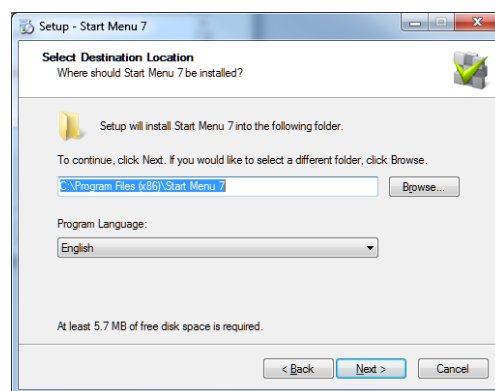 Setup - Start Menu 7
Select Destination Location
Where should Start Menu 7 be installed?
Setup will install Start Menu 7 into the following folder.
To continue, click Next. If you would like to select a different folder, click Browse.
C:\Program Files (x86)\Start Menu 7
Browse...
Program Language:
English
At least 5.7 MB of free disk space is required.
< Back
Next >
Cancel